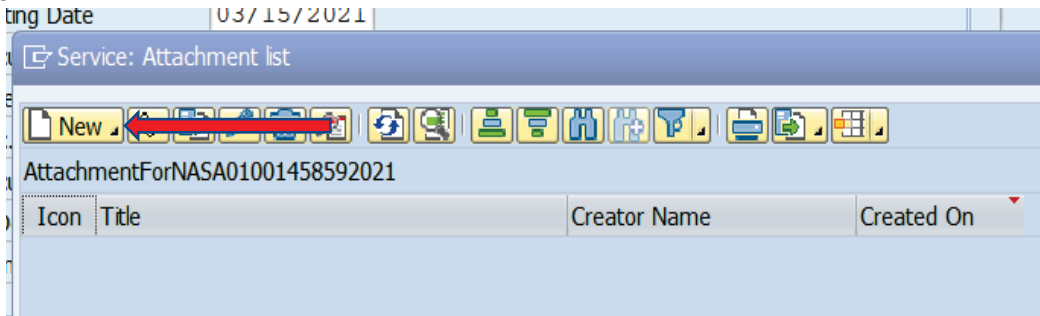 ting Date 03/15/2021
Service: Attachment list
New
AttachmentForNASA01001458592021
Icon Title Creator Name Created On